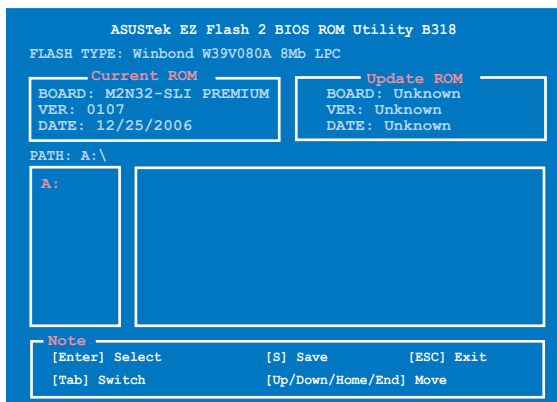 ASUSTek EZ Flash 2 BIOS ROM Utility B318
FLASH TYPE: Winbond W39V080A 8Mb LPC
Current ROM
BOARD: M2N32-SLI PREMIUM
VER: 0107
DATE: 12/25/2006
Update ROM
BOARD: Unknown
VER: Unknown
DATE: Unknown
PATH: A:\
A:
Note
[Enter] Select [S] Save [ESC] Exit
[Tab] Switch [Up/Down/Home/End] Move